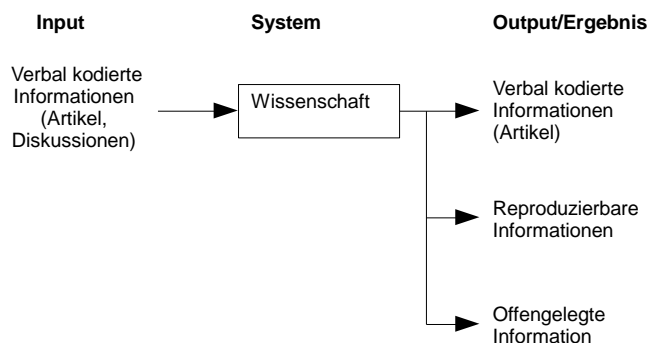 Input
System
Output/Ergebnis
Verbal kodierte
Informationen
(Artikel,
Diskussionen)
Wissenschaft
Verbal kodierte
Informationen
(Artikel)
Reproduzierbare
Informationen
Offengelegte
Information